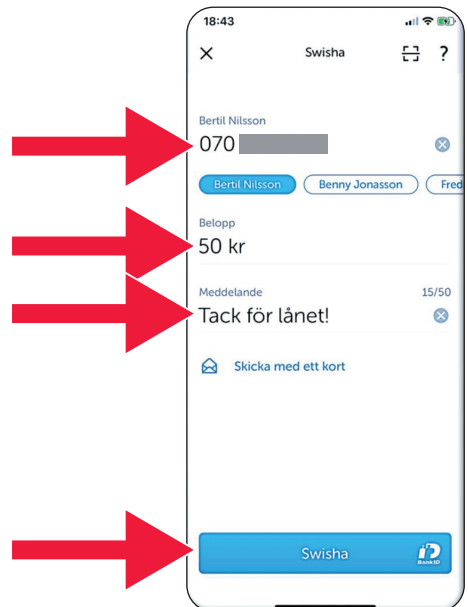 18:43
Swisha ?
Bertil Nilsson
070
Bertil Nilsson Benny Jonasson Fred
Belopp
50 kr
Meddelande 15/50
Tack för lånet!
Skicka med ett kort
Swisha
BankID